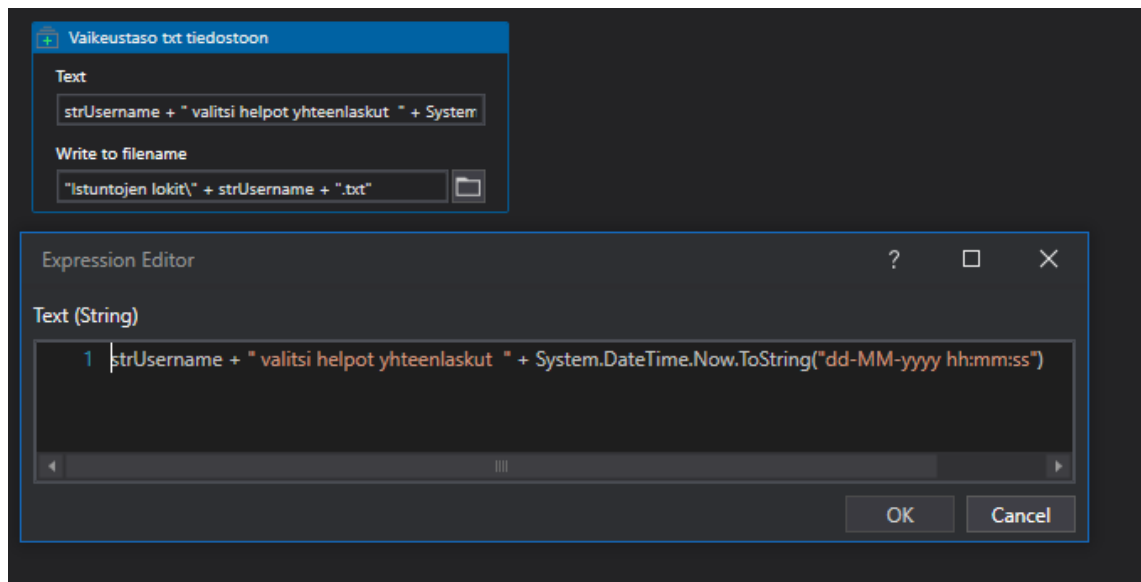 Vaikeustaso txt tiedostoon
Text
strUsername + " valitsi helpot yhteenlaskut  " + System
Write to filename
"Istuntojen lokit\" + strUsername + ".txt"
Expression Editor
?
Text (String)
1 strUsername + " valitsi helpot yhteenlaskut  " + System.DateTime.Now.ToString("dd-MM-yyyy hh:mm:ss")
OK Cancel